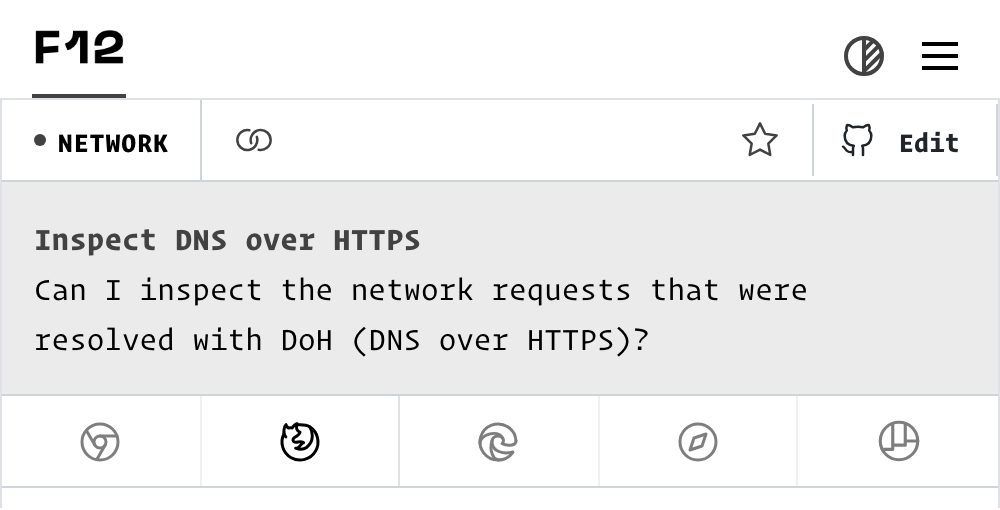 F12
NETWORK
Edit
Inspect DNS over HTTPS
Can I inspect the network requests that were
resolved with DoH (DNS over HTTPS)?